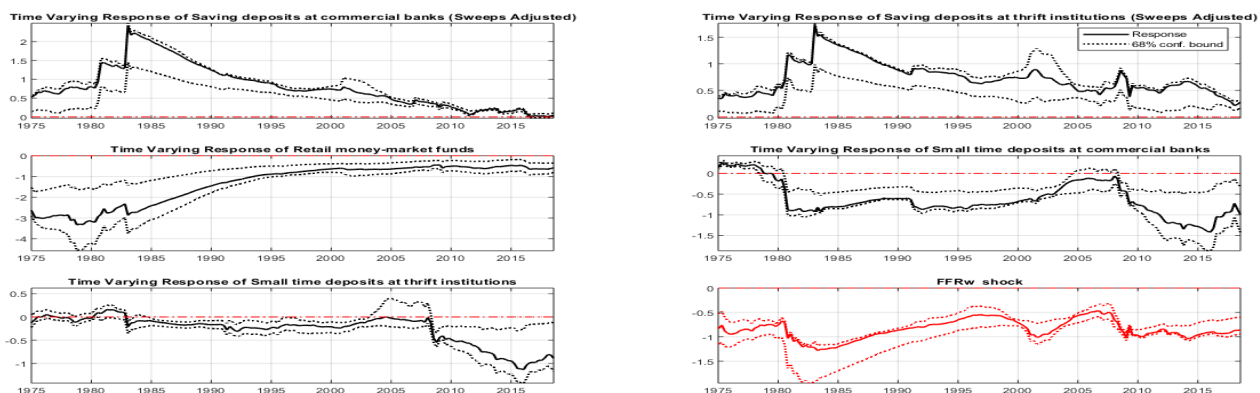 Time Varying Response of Saving deposits at commercial banks (Sweeps Adjusted)
2
1.5
1
0.5
0
1975 1980 1985 1990 1995 2000 2005 2010 2015
Time Varying Response of Saving deposits at thrift institutions (Sweeps Adjusted)
Response
68% conf. bound
1.5
1
0.5
0
1975 1980 1985 1990 1995 2000 2005 2010 2015
Time Varying Response of Retail money-market funds
0
-1
-2
-3
-4
1975 1980 1985 1990 1995 2000 2005 2010 2015
Time Varying Response of Small time deposits at commercial banks
0
-0.5
-1
-1.5
1975 1980 1985 1990 1995 2000 2005 2010 2015
Time Varying Response of Small time deposits at thrift institutions
0.5
0
-0.5
-1
1975 1980 1985 1990 1995 2000 2005 2010 2015
FFRw shock
0
-0.5
-1
-1.5
1975 1980 1985 1990 1995 2000 2005 2010 2015